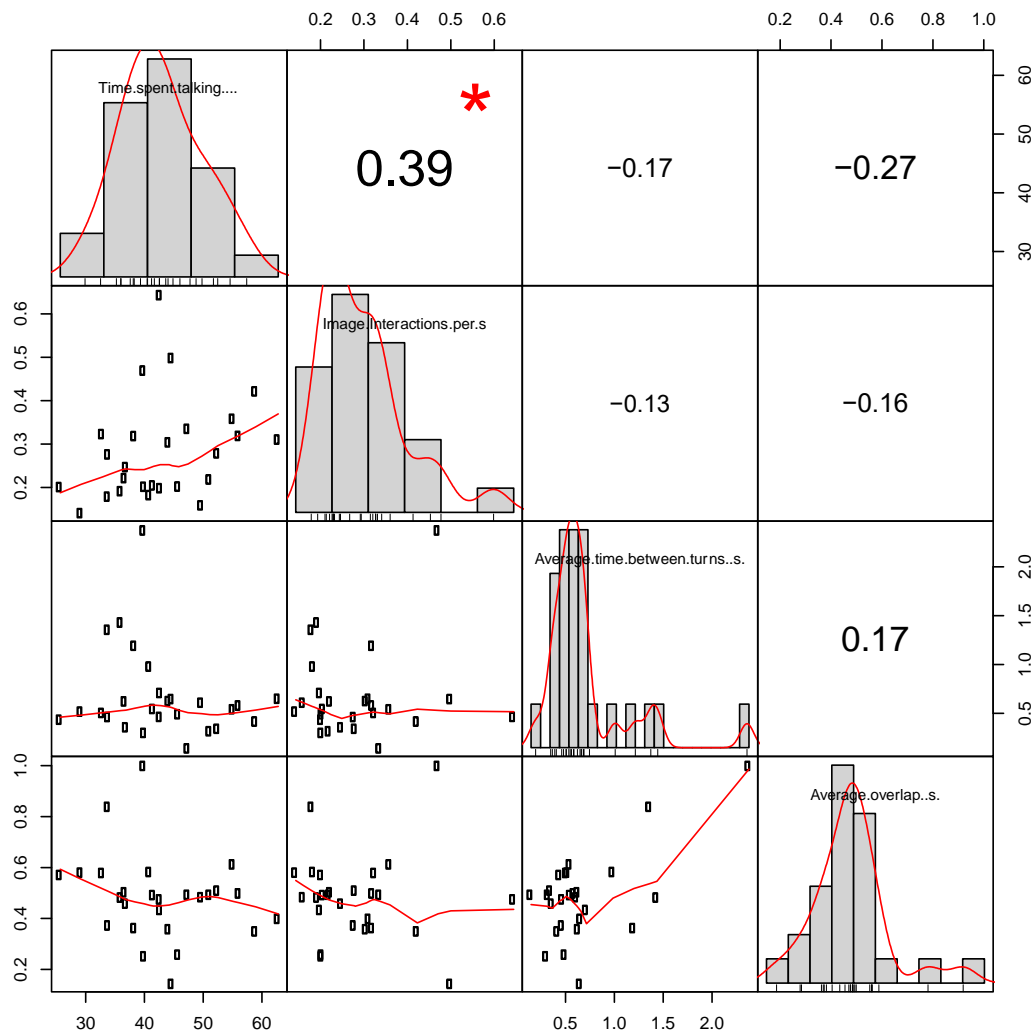 0.2 0.3 0.4 0.5 0.6
0.2 0.4 0.6 0.8 1.0
Time.spent.talking....
*
0.39
−0.17
−0.27
30 40 50 60
0.2 0.3 0.4 0.5 0.6
Image.Interactions.per.s
−0.13
−0.16
Average.time.between.turns..s.
0.17
0.5 1.0 1.5 2.0
0.2 0.4 0.6 0.8 1.0
Average.overlap..s.
30 40 50 60
0.5 1.0 1.5 2.0